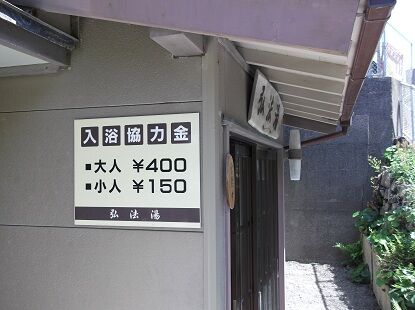 入浴協力金
■大人 ¥400
■小人 ¥150
弘法湯
弘法湯